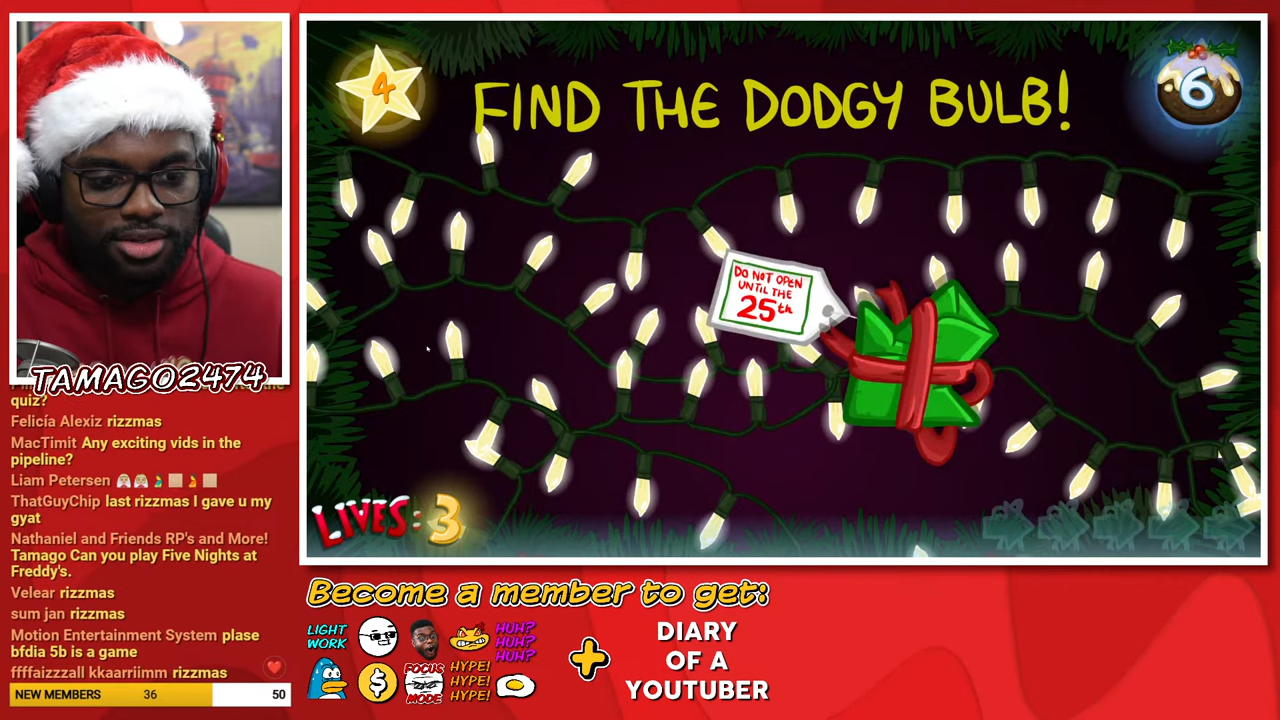 4
FIND THE DODGY BULB!
6
DO NOT OPEN
UNTIL THE
25th
LIVES: 3
TAMAGO2474
quiz?
Felicía Alexiz rizzmas
MacTimit Any exciting vids in the
pipeline?
Liam Petersen
ThatGuyChip last rizzmas I gave u my
gyat
Nathaniel and Friends RP's and More!
Tamago Can you play Five Nights at
Freddy's.
Velear rizzmas
sum jan rizzmas
Motion Entertainment System plase
bfdia 5b is a game
ffffaizzzall kkaarriimm rizzmas
NEW MEMBERS 36 50
Become a member to get:
LIGHT
WORK
HUH?
HUH?
HUH?
$
FOCUS
MODE
HYPE!
HYPE!
HYPE!
+
DIARY
OF A
YOUTUBER